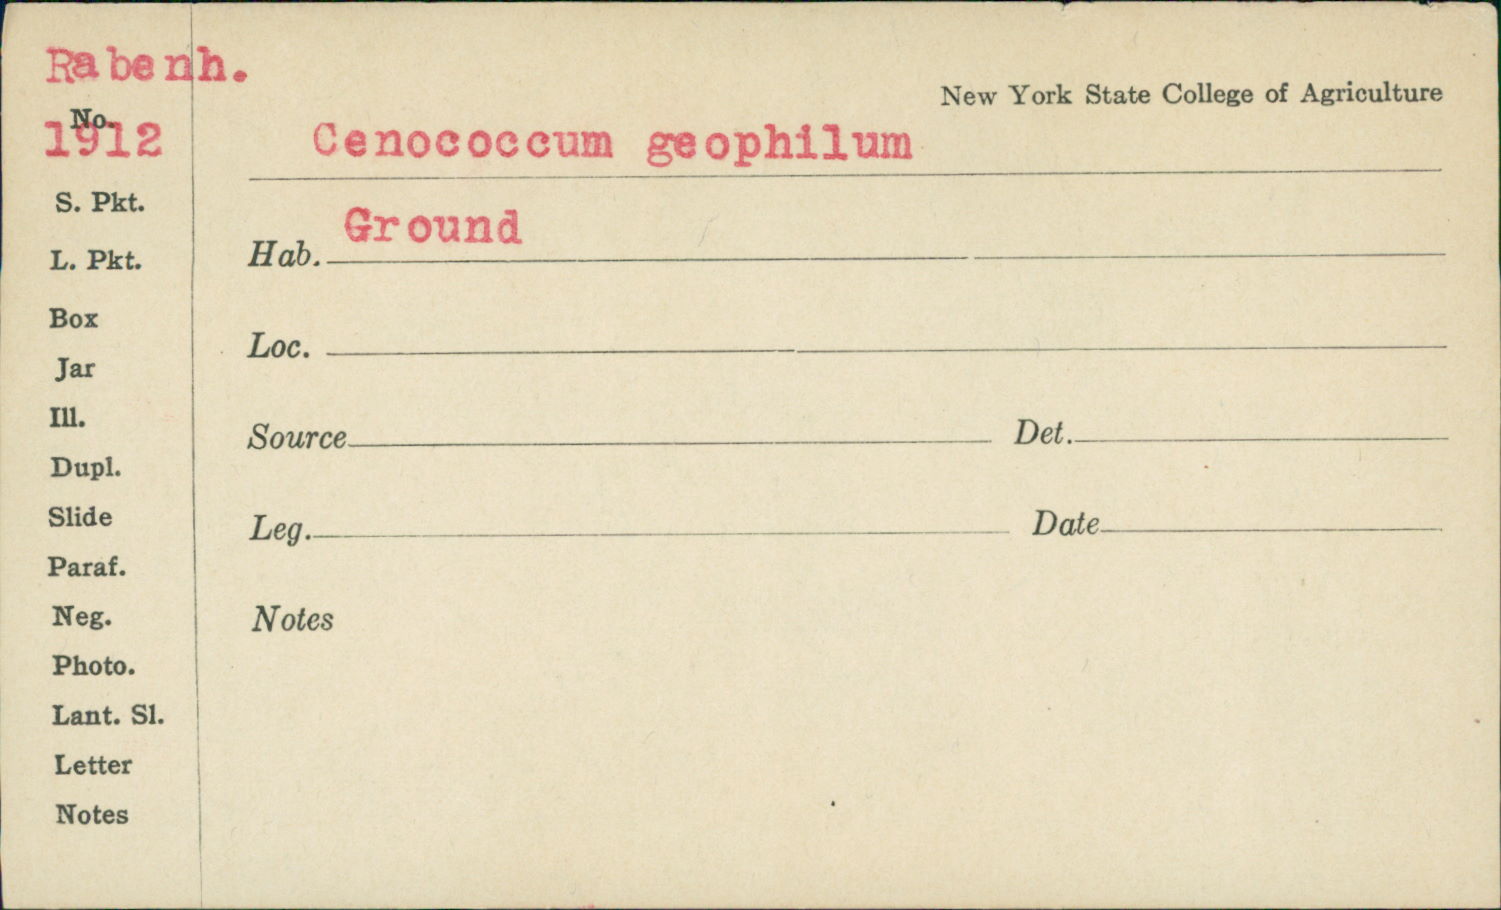 Rabenh.
New York State College of Agriculture
No.
1912
Cenococcum geophilum
S. Pkt.
Ground
Hab.
L. Pkt.
Box
Loc.
Jar
Ill.
Source Det.
Dupl.
Slide
Leg. Date
Paraf.
Neg.
Notes
Photo.
Lant. Sl.
Letter
Notes